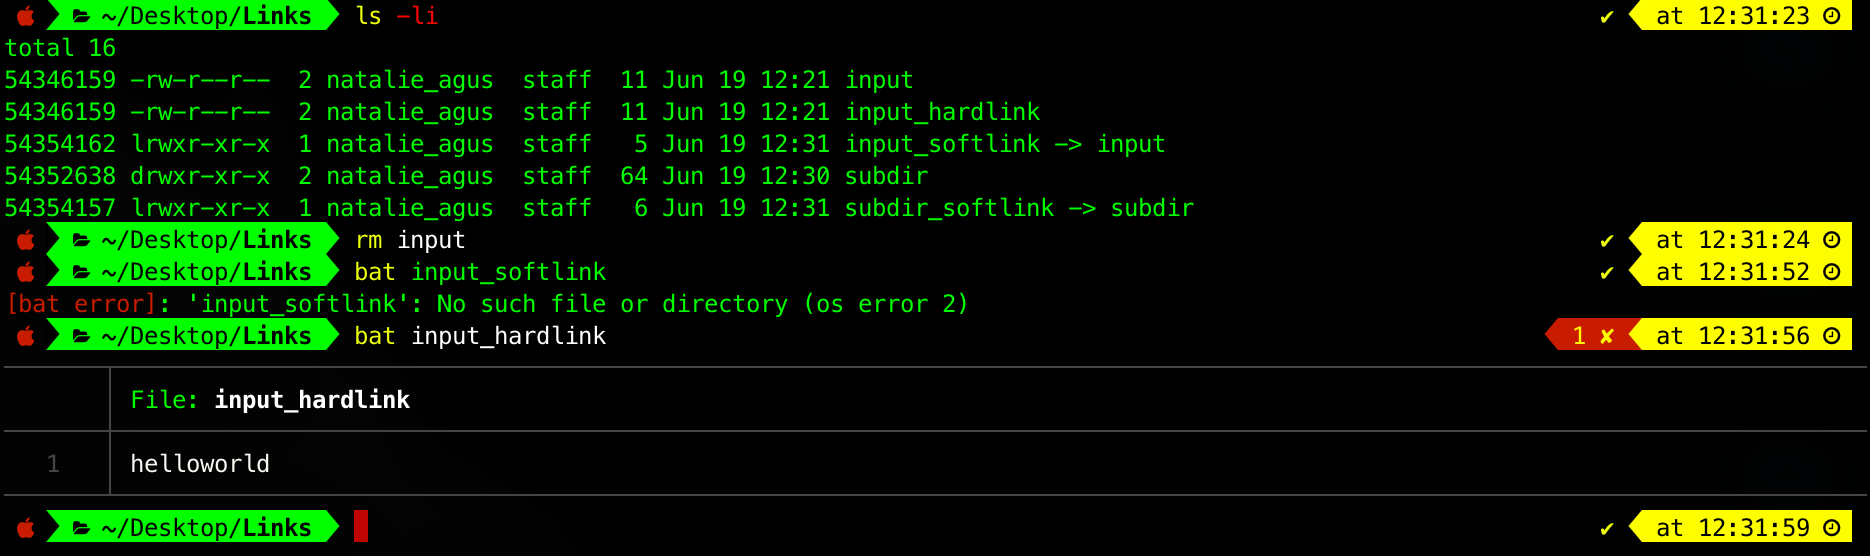 ~/Desktop/Links ls -li ✔ at 12:31:23
total 16
54346159 -rw-r--r--  2 natalie_agus  staff  11 Jun 19 12:21 input
54346159 -rw-r--r--  2 natalie_agus  staff  11 Jun 19 12:21 input_hardlink
54354162 lrwxr-xr-x  1 natalie_agus  staff   5 Jun 19 12:31 input_softlink -> input
54352638 drwxr-xr-x  2 natalie_agus  staff  64 Jun 19 12:30 subdir
54354157 lrwxr-xr-x  1 natalie_agus  staff   6 Jun 19 12:31 subdir_softlink -> subdir
~/Desktop/Links rm input ✔ at 12:31:24
~/Desktop/Links bat input_softlink ✔ at 12:31:52
[bat error]: 'input_softlink': No such file or directory (os error 2)
~/Desktop/Links bat input_hardlink 1 ✘ at 12:31:56
File: input_hardlink
1 helloworld
~/Desktop/Links ✔ at 12:31:59